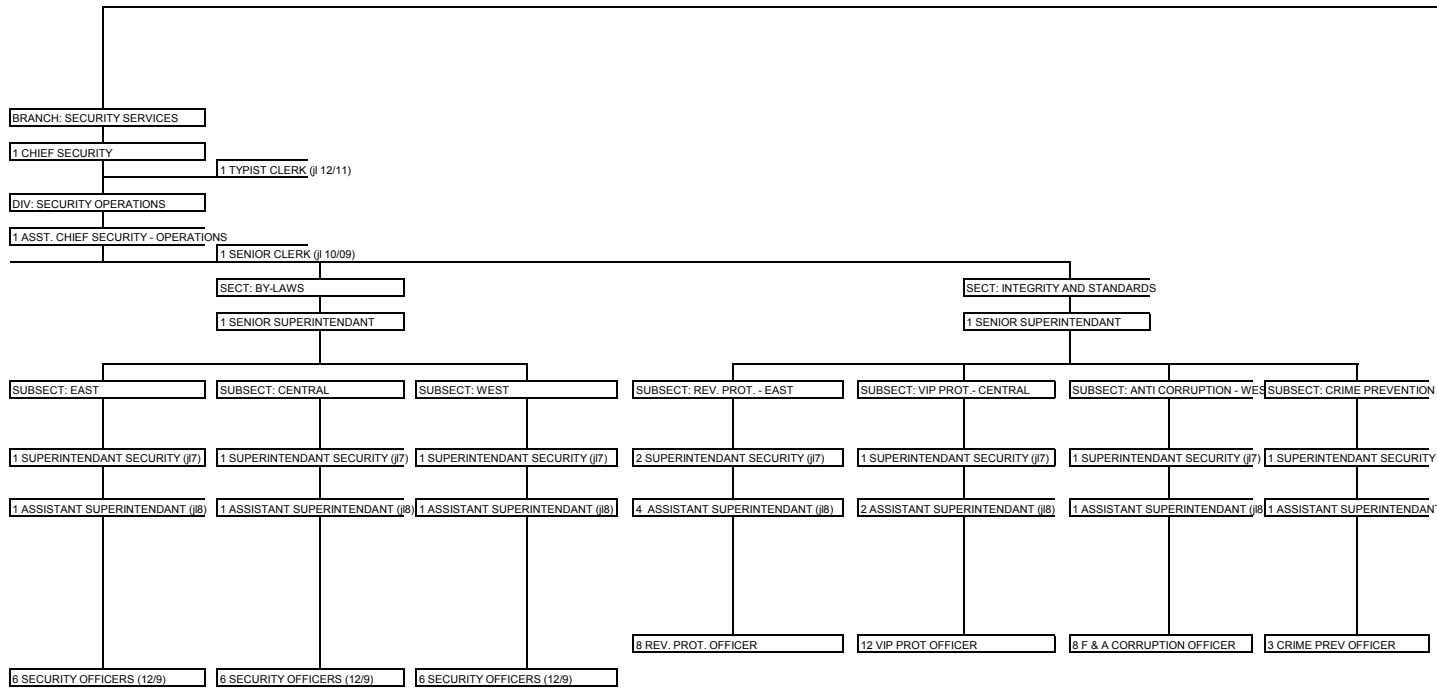 BRANCH: SECURITY SERVICES
1 CHIEF SECURITY
1 TYPIST CLERK (jl 12/11)
DIV: SECURITY OPERATIONS
1 ASST. CHIEF SECURITY - OPERATIONS
1 SENIOR CLERK (jl 10/09)
SECT: BY-LAWS
SECT: INTEGRITY AND STANDARDS
1 SENIOR SUPERINTENDANT
1 SENIOR SUPERINTENDANT
SUBSECT: EAST
SUBSECT: CENTRAL
SUBSECT: WEST
SUBSECT: REV. PROT. - EAST
SUBSECT: VIP PROT.- CENTRAL
SUBSECT: ANTI CORRUPTION - WES
SUBSECT: CRIME PREVENTION
1 SUPERINTENDANT SECURITY (jl7)
1 SUPERINTENDANT SECURITY (jl7)
1 SUPERINTENDANT SECURITY (jl7)
2 SUPERINTENDANT SECURITY (jl7)
1 SUPERINTENDANT SECURITY (jl7)
1 SUPERINTENDANT SECURITY (jl7)
1 SUPERINTENDANT SECURITY
1 ASSISTANT SUPERINTENDANT (jl8)
1 ASSISTANT SUPERINTENDANT (jl8)
1 ASSISTANT SUPERINTENDANT (jl8)
4 ASSISTANT SUPERINTENDANT (jl8)
2 ASSISTANT SUPERINTENDANT (jl8)
1 ASSISTANT SUPERINTENDANT (jl8
1 ASSISTANT SUPERINTENDANT
8 REV. PROT. OFFICER
12 VIP PROT OFFICER
8 F & A CORRUPTION OFFICER
3 CRIME PREV OFFICER
6 SECURITY OFFICERS (12/9)
6 SECURITY OFFICERS (12/9)
6 SECURITY OFFICERS (12/9)